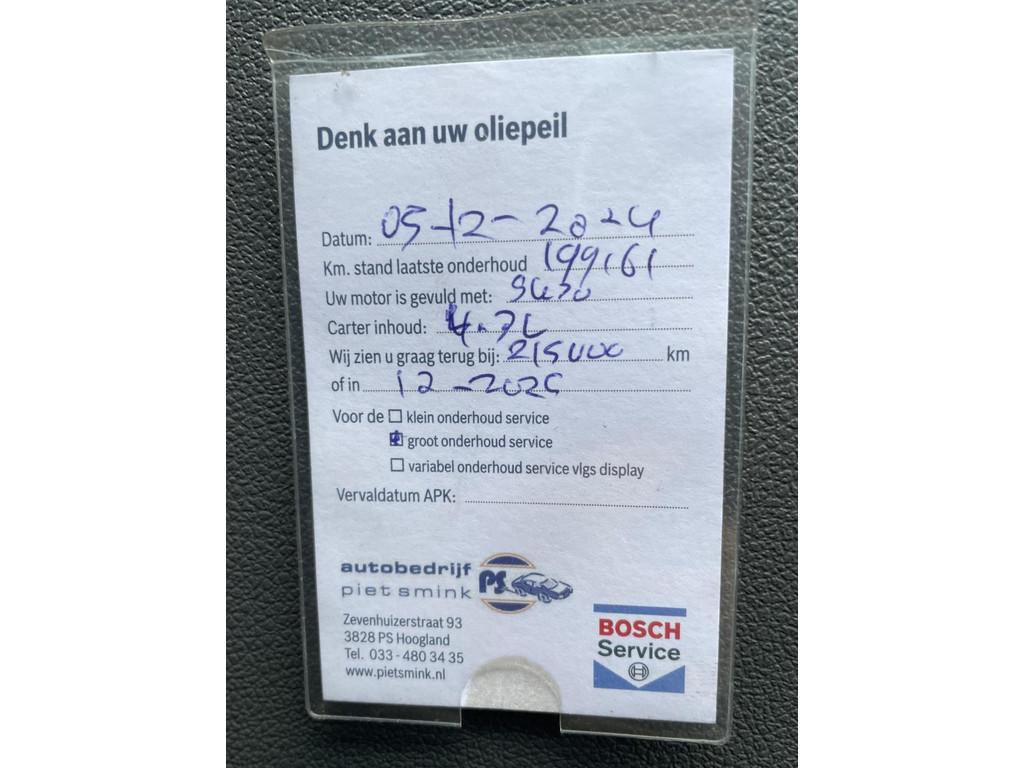 Denk aan uw oliepeil
Datum: 05-12-2024
Km. stand laatste onderhoud 199161
Uw motor is gevuld met: 5W30
Carter inhoud: 4.7L
Wij zien u graag terug bij: 215000 km
of in 12-2025
Voor de klein onderhoud service
groot onderhoud service
variabel onderhoud service vlgs display
Vervaldatum APK:
autobedrijf
piet smink
PS
Zevenhuizerstraat 93
3828 PS Hoogland
Tel. 033-480 34 35
www.pietsmink.nl
BOSCH
Service